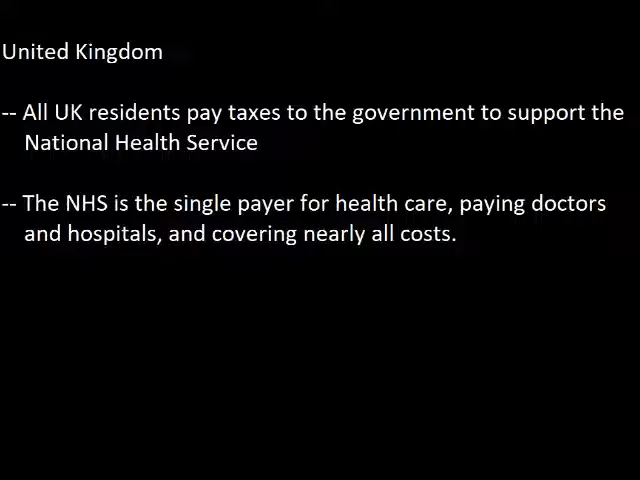 United Kingdom
-- All UK residents pay taxes to the government to support the
National Health Service
-- The NHS is the single payer for health care, paying doctors
and hospitals, and covering nearly all costs.